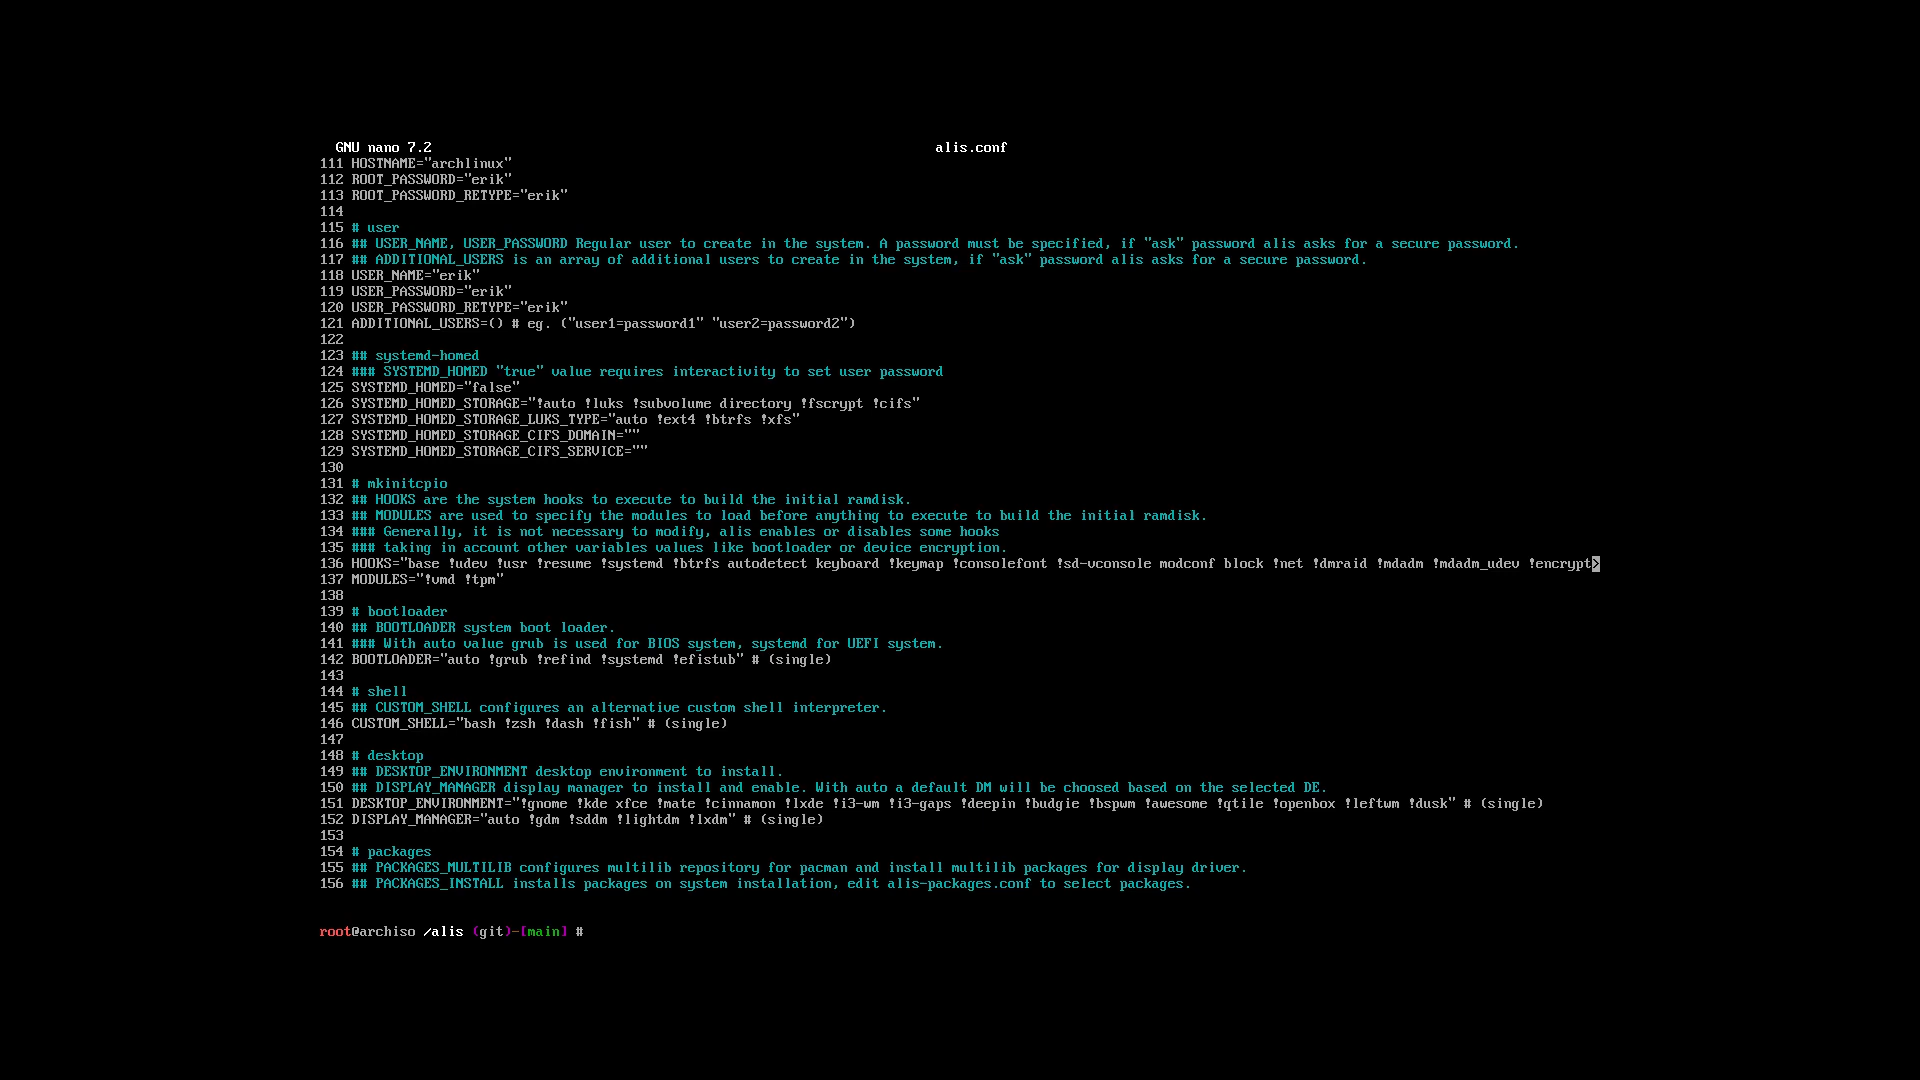 GNU nano 7.2 alis.conf
111 HOSTNAME="archlinux"
112 ROOT_PASSWORD="erik"
113 ROOT_PASSWORD_RETYPE="erik"
114
115 # user
116 ## USER_NAME, USER_PASSWORD Regular user to create in the system. A password must be specified, if "ask" password alis asks for a secure password.
117 ## ADDITIONAL_USERS is an array of additional users to create in the system, if "ask" password alis asks for a secure password.
118 USER_NAME="erik"
119 USER_PASSWORD="erik"
120 USER_PASSWORD_RETYPE="erik"
121 ADDITIONAL_USERS=() # eg. ("user1=password1" "user2=password2")
122
123 ## systemd-homed
124 ### SYSTEMD_HOMED "true" value requires interactivity to set user password
125 SYSTEMD_HOMED="false"
126 SYSTEMD_HOMED_STORAGE="!auto !luks !subvolume directory !fscrypt !cifs"
127 SYSTEMD_HOMED_STORAGE_LUKS_TYPE="auto !ext4 !btrfs !xfs"
128 SYSTEMD_HOMED_STORAGE_CIFS_DOMAIN=""
129 SYSTEMD_HOMED_STORAGE_CIFS_SERVICE=""
130
131 # mkinitcpio
132 ## HOOKS are the system hooks to execute to build the initial ramdisk.
133 ## MODULES are used to specify the modules to load before anything to execute to build the initial ramdisk.
134 ### Generally, it is not necessary to modify, alis enables or disables some hooks
135 ### taking in account other variables values like bootloader or device encryption.
136 HOOKS="base !udev !usr !resume !systemd !btrfs autodetect keyboard !keymap !consolefont !sd-vconsole modconf block !net !dmraid !mdadm !mdadm_udev !encrypt>
137 MODULES="!vmd !tpm"
138
139 # bootloader
140 ## BOOTLOADER system boot loader.
141 ### With auto value grub is used for BIOS system, systemd for UEFI system.
142 BOOTLOADER="auto !grub !refind !systemd !efistub" # (single)
143
144 # shell
145 ## CUSTOM_SHELL configures an alternative custom shell interpreter.
146 CUSTOM_SHELL="bash !zsh !dash !fish" # (single)
147
148 # desktop
149 ## DESKTOP_ENVIRONMENT desktop environment to install.
150 ## DISPLAY_MANAGER display manager to install and enable. With auto a default DM will be choosed based on the selected DE.
151 DESKTOP_ENVIRONMENT="!gnome !kde xfce !mate !cinnamon !lxde !i3-wm !i3-gaps !deepin !budgie !bspwm !awesome !qtile !openbox !leftwm !dusk" # (single)
152 DISPLAY_MANAGER="auto !gdm !sddm !lightdm !lxdm" # (single)
153
154 # packages
155 ## PACKAGES_MULTILIB configures multilib repository for pacman and install multilib packages for display driver.
156 ## PACKAGES_INSTALL installs packages on system installation, edit alis-packages.conf to select packages.
root@archiso /alis (git)-[main] #